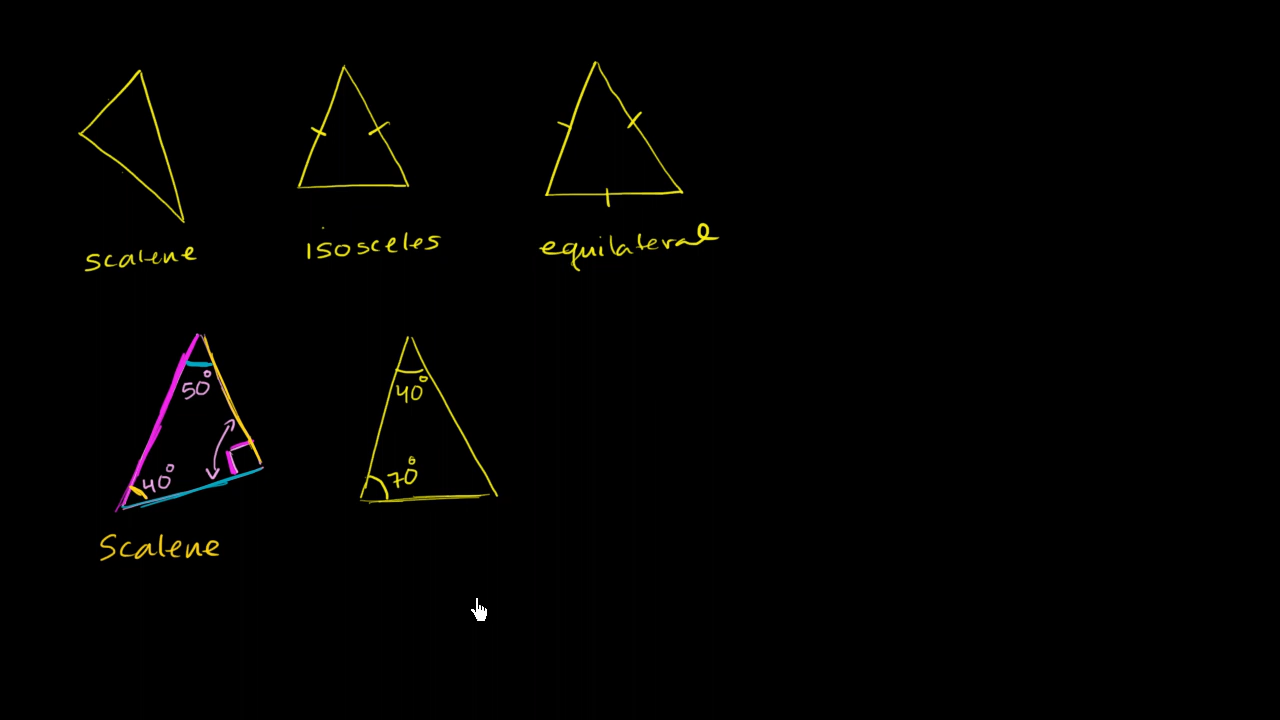 scalene
isosceles
equilateral
50°
40°
Scalene
40°
70°